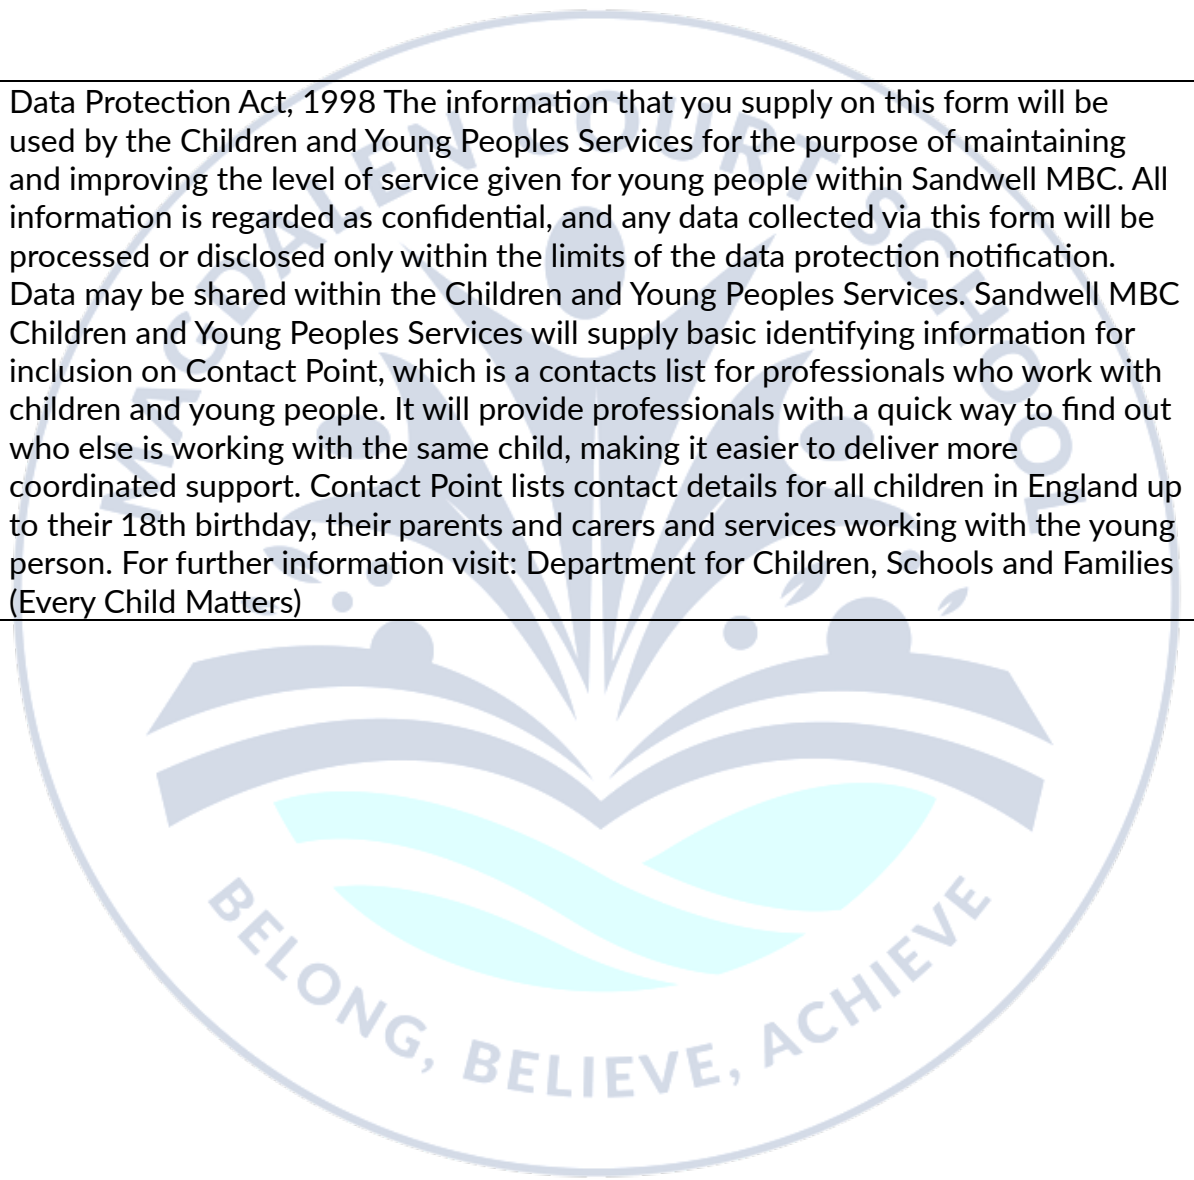 Data Protection Act, 1998 The information that you supply on this form will be
used by the Children and Young Peoples Services for the purpose of maintaining
and improving the level of service given for young people within Sandwell MBC. All
information is regarded as confidential, and any data collected via this form will be
processed or disclosed only within the limits of the data protection notification.
Data may be shared within the Children and Young Peoples Services. Sandwell MBC
Children and Young Peoples Services will supply basic identifying information for
inclusion on Contact Point, which is a contacts list for professionals who work with
children and young people. It will provide professionals with a quick way to find out
who else is working with the same child, making it easier to deliver more
coordinated support. Contact Point lists contact details for all children in England up
to their 18th birthday, their parents and carers and services working with the young
person. For further information visit: Department for Children, Schools and Families
(Every Child Matters)
MAGDALEN COURT SCHOOL
BELONG, BELIEVE, ACHIEVE